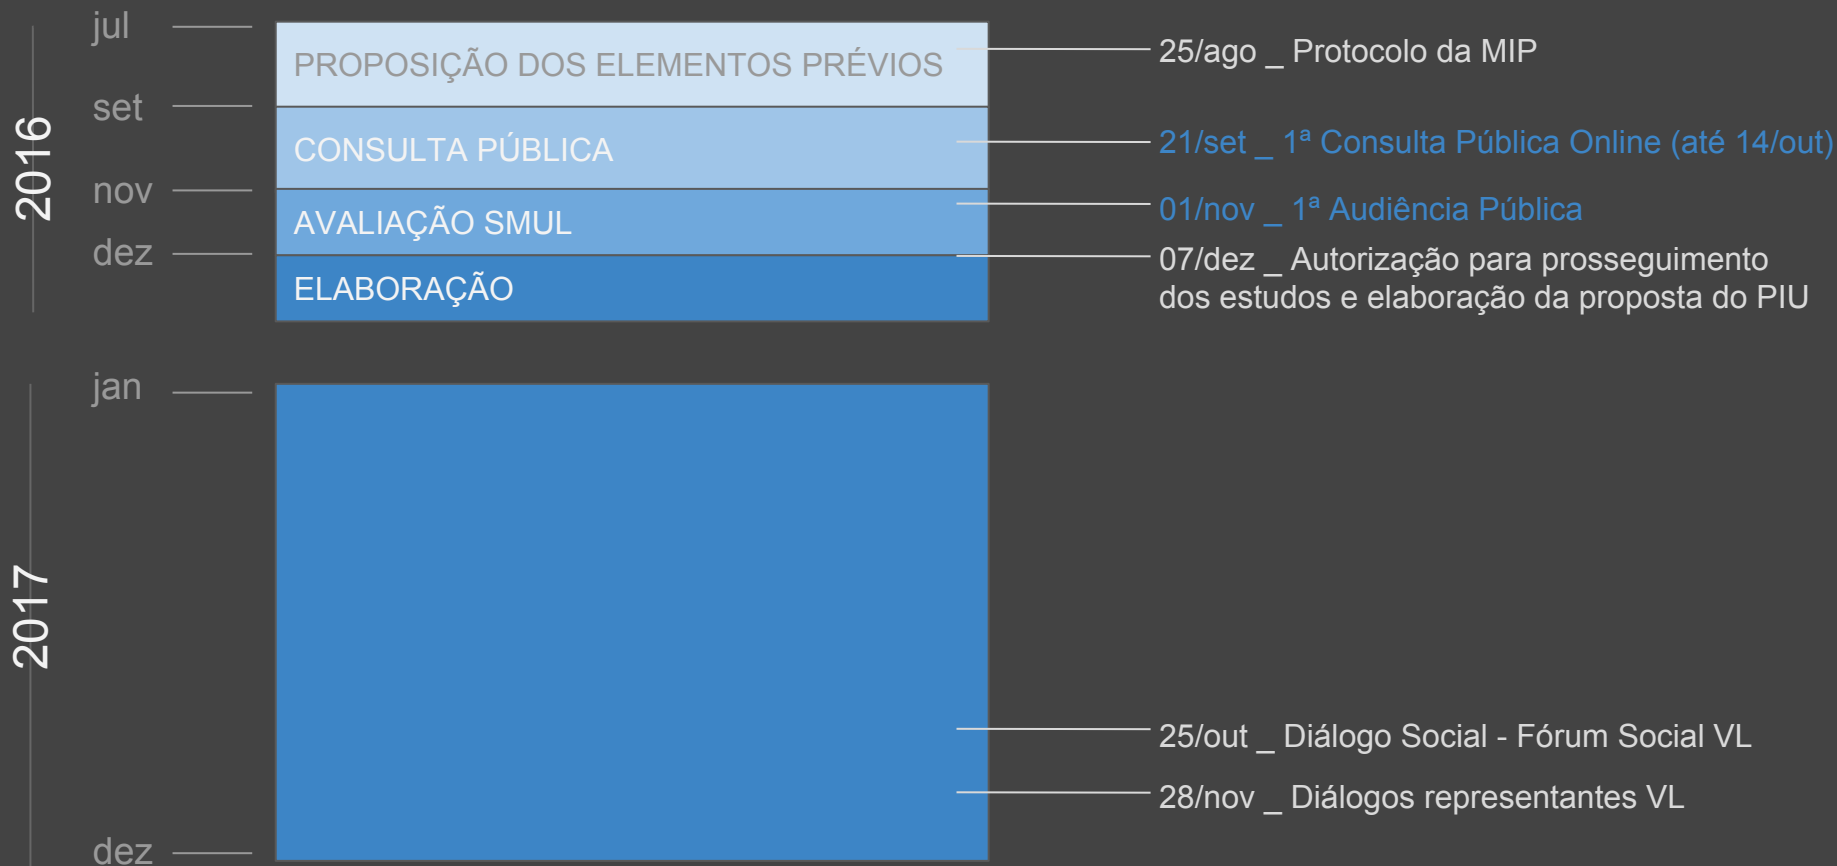 2016
jul
PROPOSIÇÃO DOS ELEMENTOS PRÉVIOS
25/ago _ Protocolo da MIP
set
CONSULTA PÚBLICA
21/set _ 1ª Consulta Pública Online (até 14/out)
nov
AVALIAÇÃO SMUL
01/nov _ 1ª Audiência Pública
dez
ELABORAÇÃO
07/dez _ Autorização para prosseguimento
dos estudos e elaboração da proposta do PIU
2017
jan
25/out _ Diálogo Social - Fórum Social VL
28/nov _ Diálogos representantes VL
dez